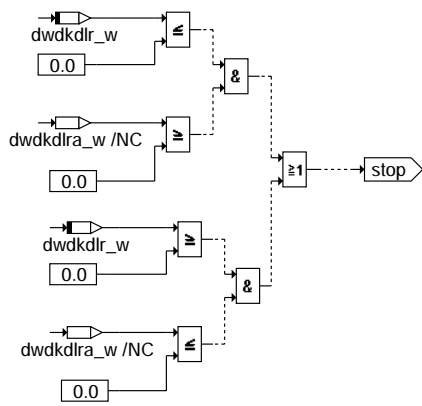 dwdkdlr_w
≤
0.0
&
dwdkdlra_w /NC
≥
0.0
≥1
stop
dwdkdlr_w
≥
0.0
&
dwdkdlra_w /NC
≤
0.0